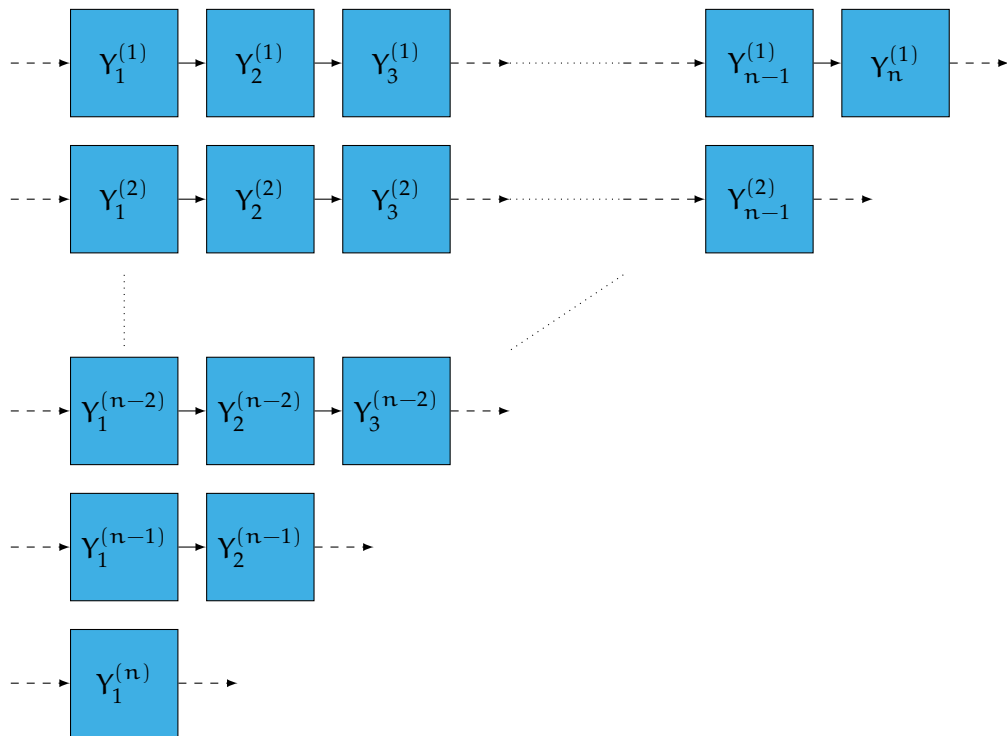 Y_1^{(1)} Y_2^{(1)} Y_3^{(1)} Y_{n-1}^{(1)} Y_n^{(1)}
Y_1^{(2)} Y_2^{(2)} Y_3^{(2)} Y_{n-1}^{(2)}
Y_1^{(n-2)} Y_2^{(n-2)} Y_3^{(n-2)}
Y_1^{(n-1)} Y_2^{(n-1)}
Y_1^{(n)}